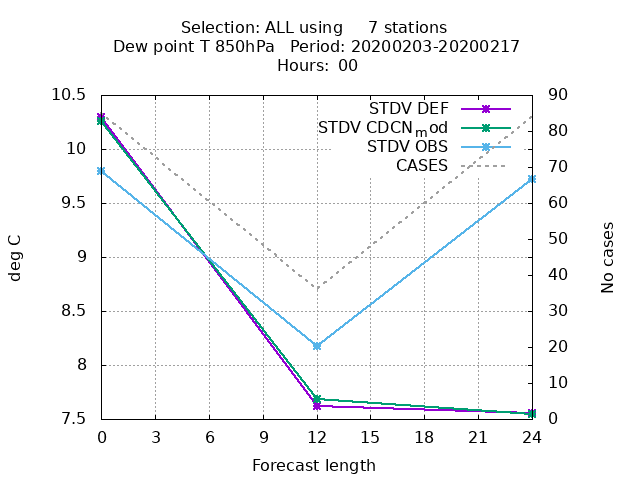 Selection: ALL using 7 stations
Dew point T 850hPa Period: 20200203-20200217
Hours: 00
10.5
10
9.5
9
8.5
8
7.5
90
80
70
60
50
40
30
20
10
0
STDV DEF
STDV CDCN_mod
STDV OBS
CASES
deg C
No cases
0 3 6 9 12 15 18 21 24
Forecast length